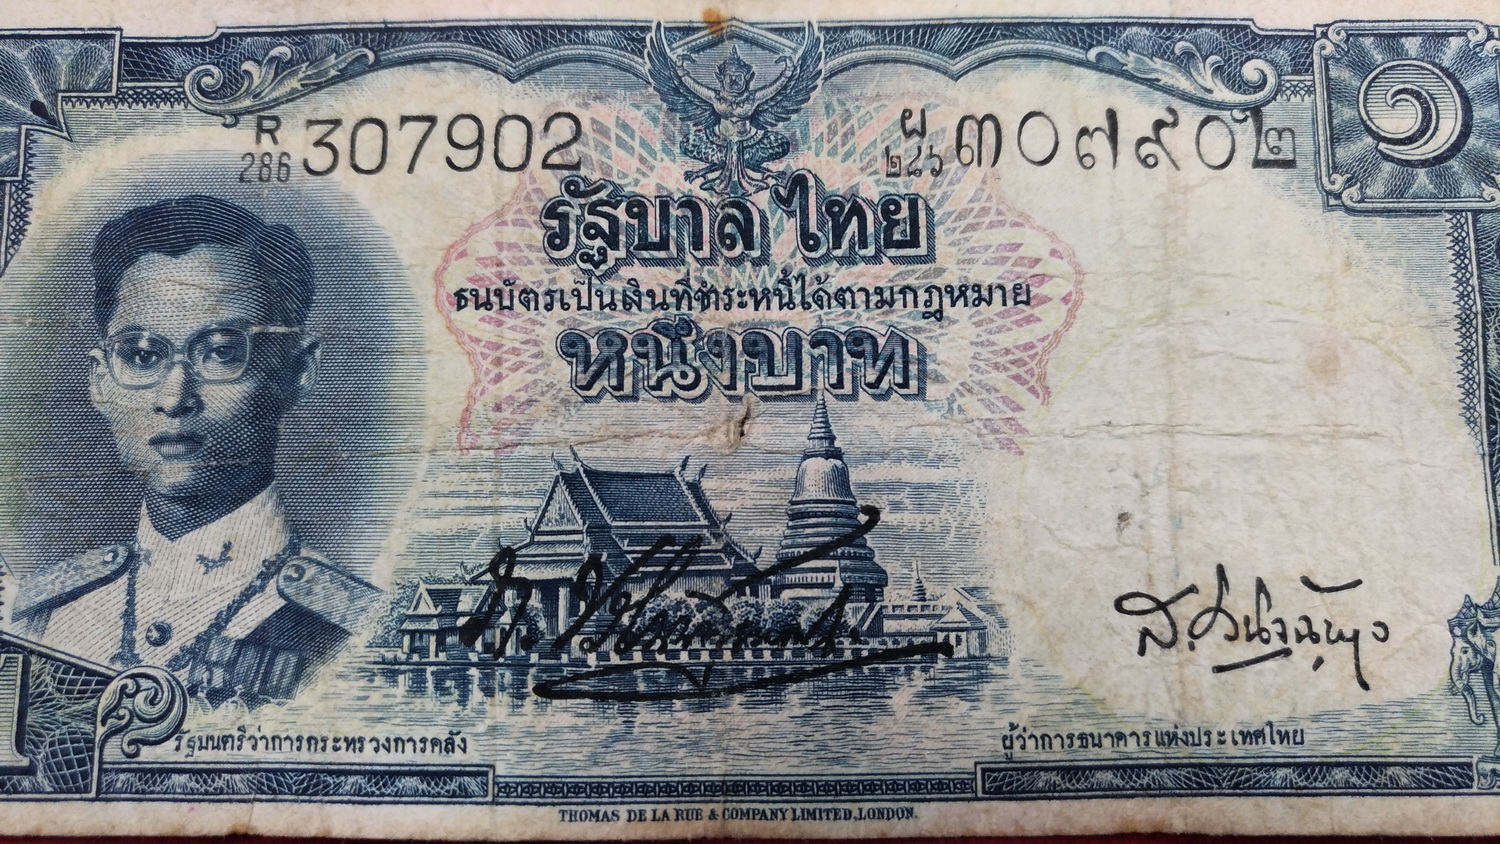 R
286 307902
ผ
๒๘๖ ๓๐๗๙๐๒
๑
รัฐบาลไทย
ธนบัตรเป็นเงินที่ชำระหนี้ได้ตามกฎหมาย
หนึ่งบาท
1
รัฐมนตรีว่าการกระทรวงการคลัง
ผู้ว่าการธนาคารแห่งประเทศไทย
THOMAS DE LA RUE & COMPANY LIMITED, LONDON.